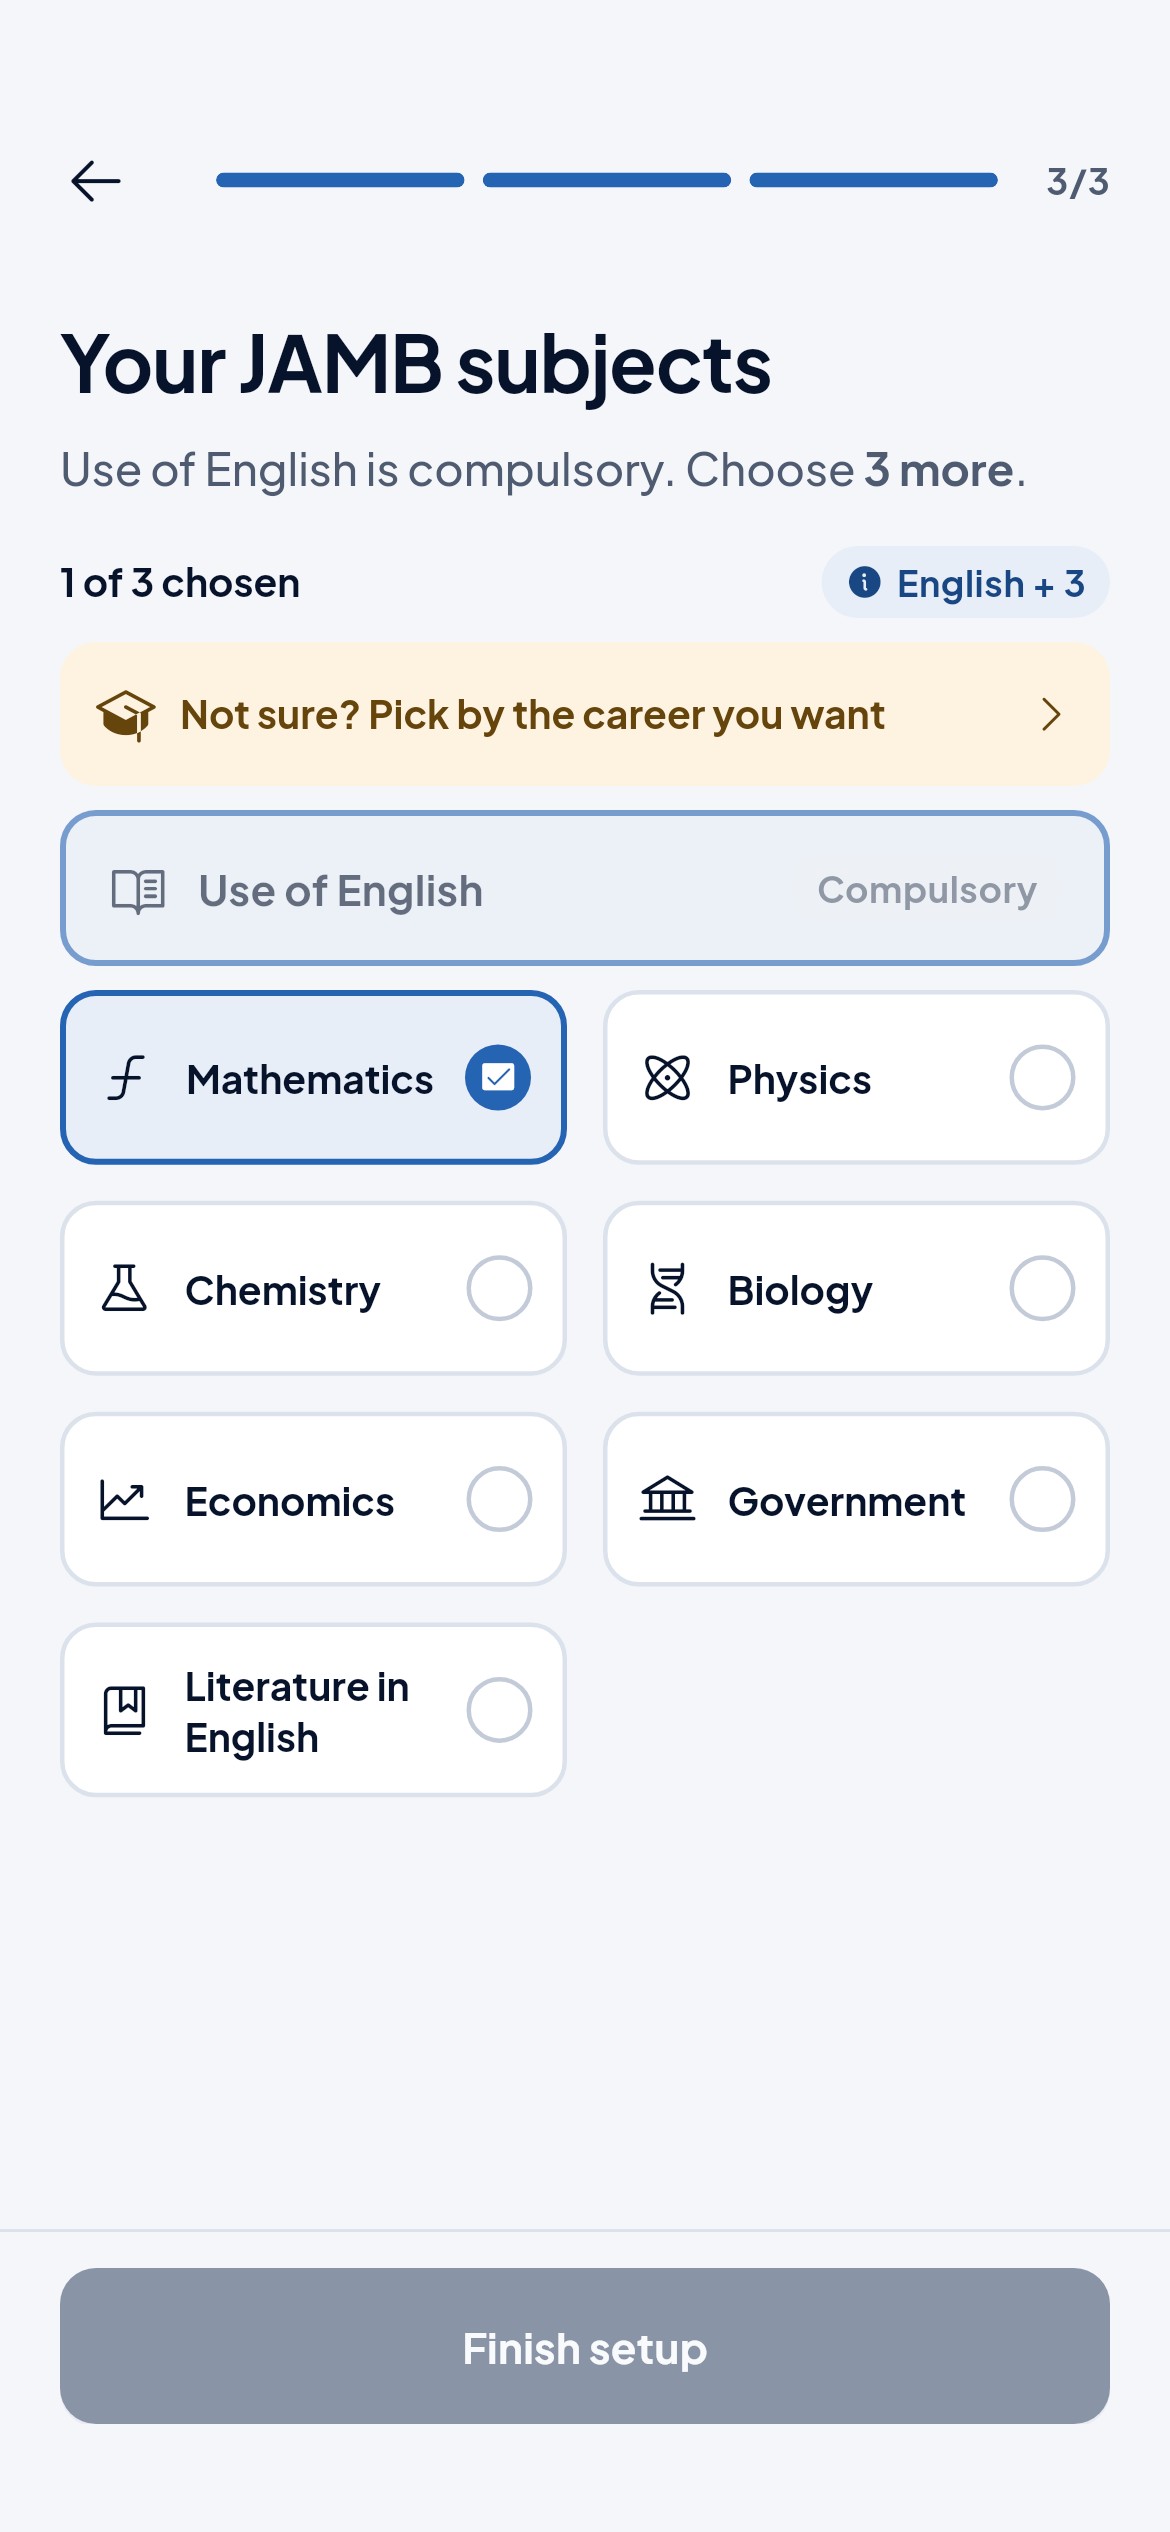 3/3
Your JAMB subjects
Use of English is compulsory. Choose 3 more.
1 of 3 chosen
English + 3
Not sure? Pick by the career you want
Use of English
Compulsory
Mathematics
Physics
Chemistry
Biology
Economics
Government
Literature in
English
Finish setup